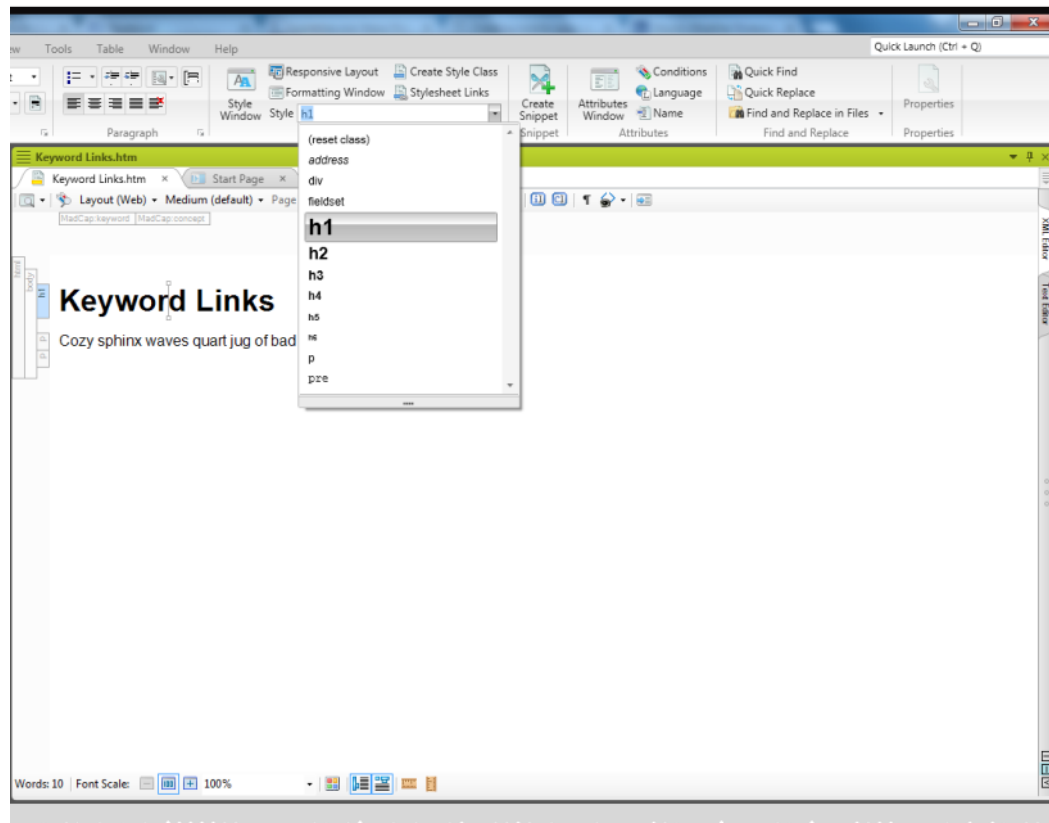 ew Tools Table Window Help
Quick Launch (Ctrl + Q)
Responsive Layout Create Style Class
Formatting Window Stylesheet Links
Style Window Style h1
Create Snippet
Attributes Window
Conditions
Language
Name
Quick Find
Quick Replace
Find and Replace in Files
Properties
Paragraph Snippet Attributes Find and Replace Properties
Keyword Links.htm
Keyword Links.htm × Start Page ×
Layout (Web) Medium (default) Page
MadCap:keyword MadCap:concept
(reset class)
address
div
fieldset
h1
h2
h3
h4
h5
h6
p
pre
html
body
h1
Keyword Links
Cozy sphinx waves quart jug of bad
XML Editor
Text Editor
Words: 10 Font Scale: 100%